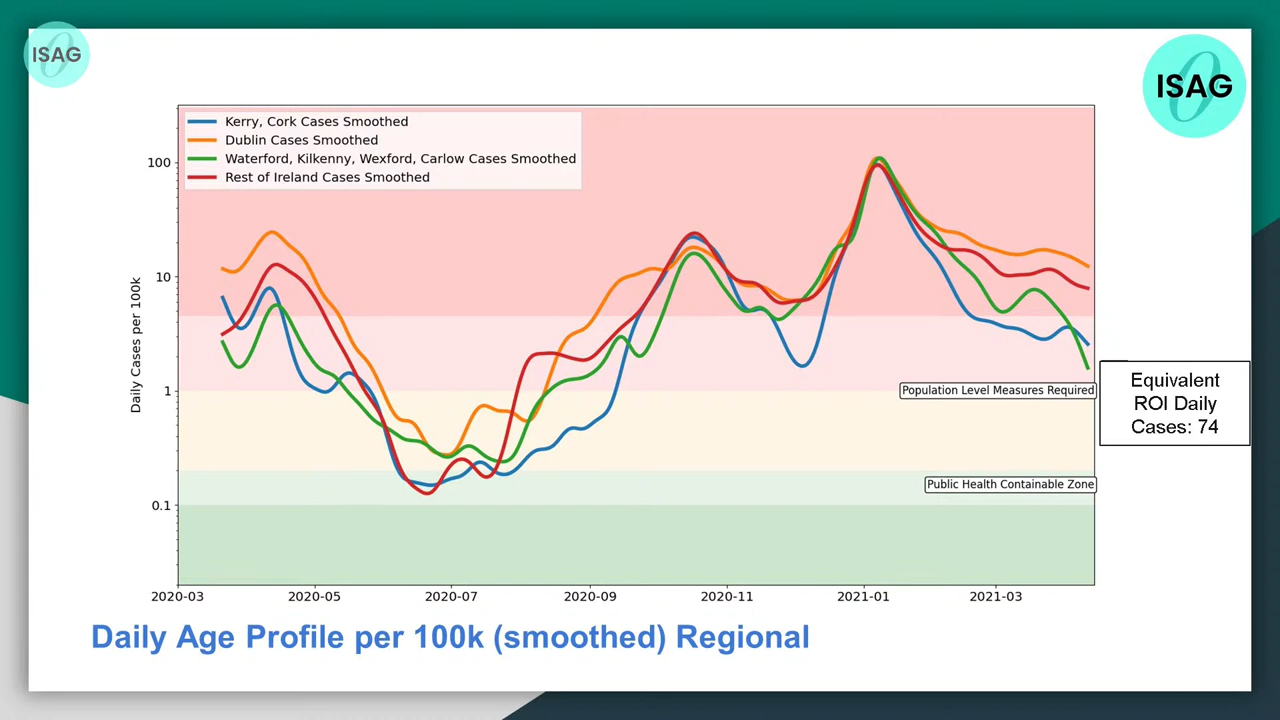 ISAG
ISAG
Kerry, Cork Cases Smoothed
Dublin Cases Smoothed
Waterford, Kilkenny, Wexford, Carlow Cases Smoothed
Rest of Ireland Cases Smoothed
Daily Cases per 100k
100
10
1
0.1
Population Level Measures Required
Public Health Containable Zone
Equivalent
ROI Daily
Cases: 74
2020-03 2020-05 2020-07 2020-09 2020-11 2021-01 2021-03
Daily Age Profile per 100k (smoothed) Regional